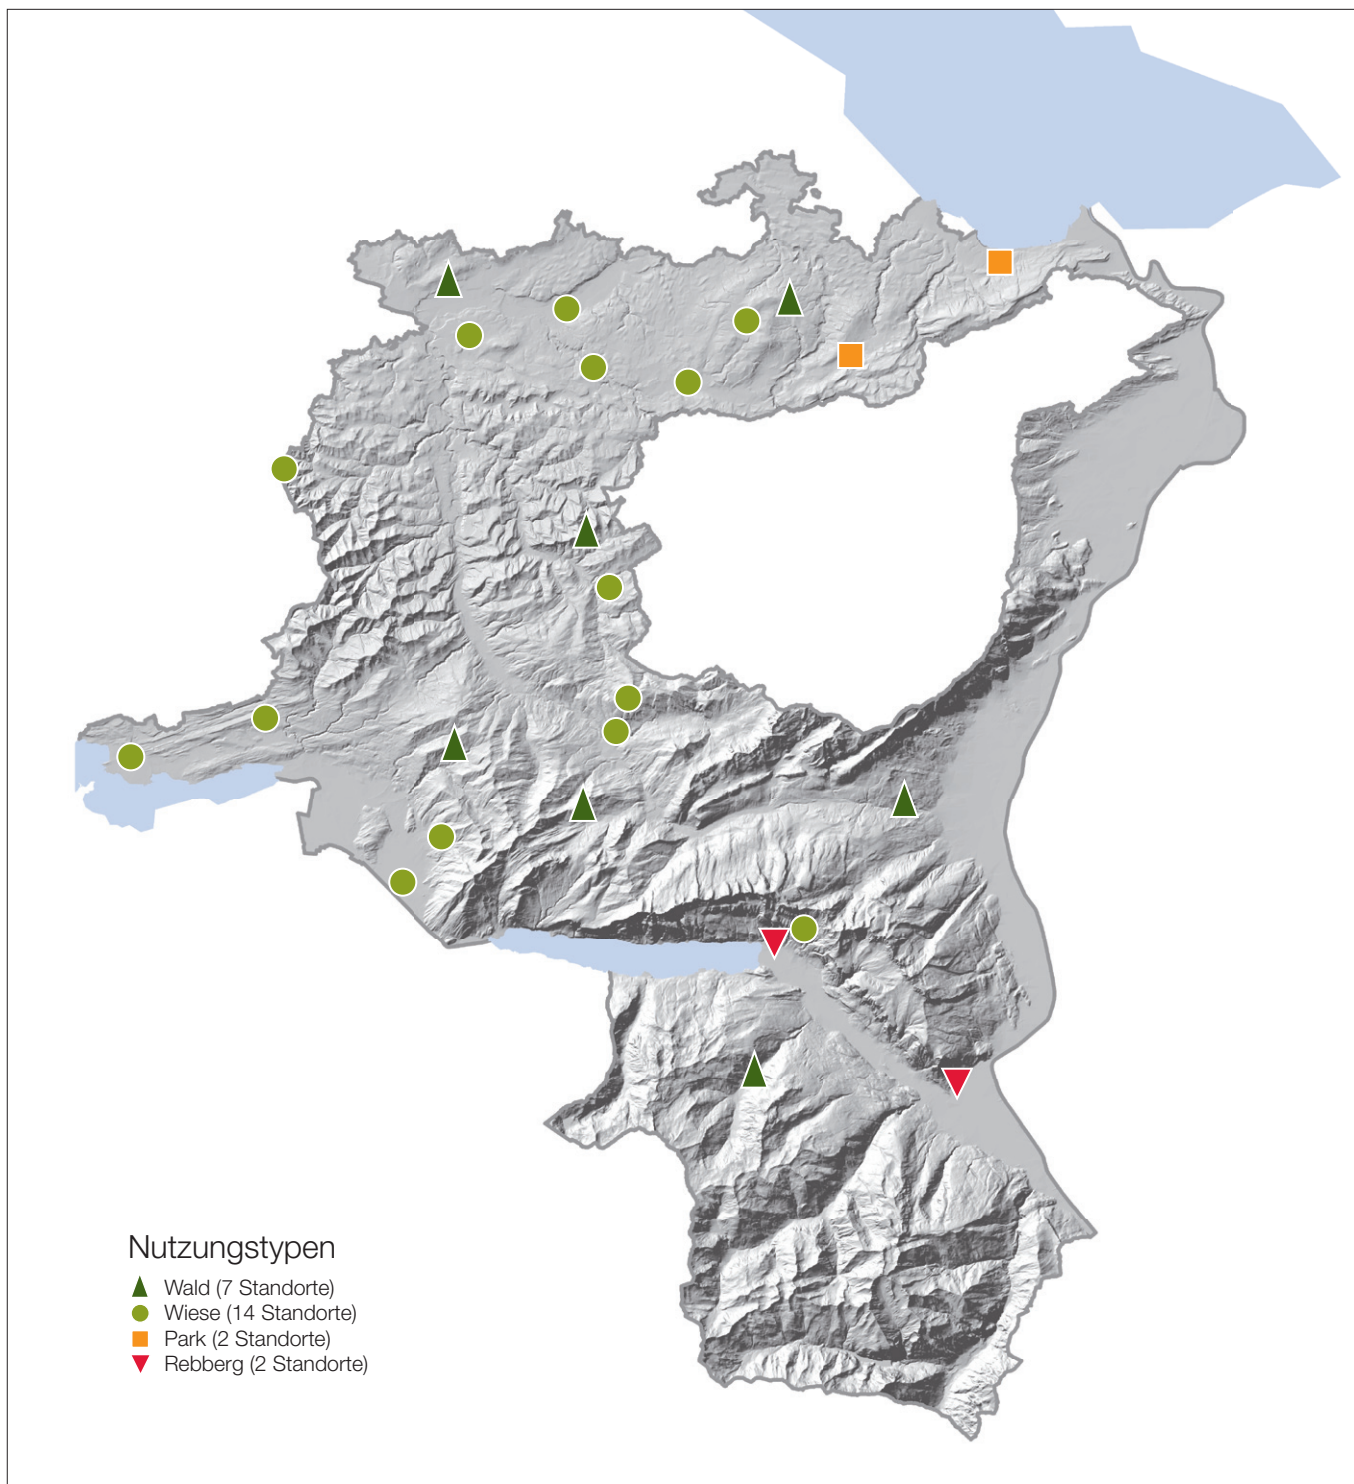 Nutzungstypen
Wald (7 Standorte)
Wiese (14 Standorte)
Park (2 Standorte)
Rebberg (2 Standorte)